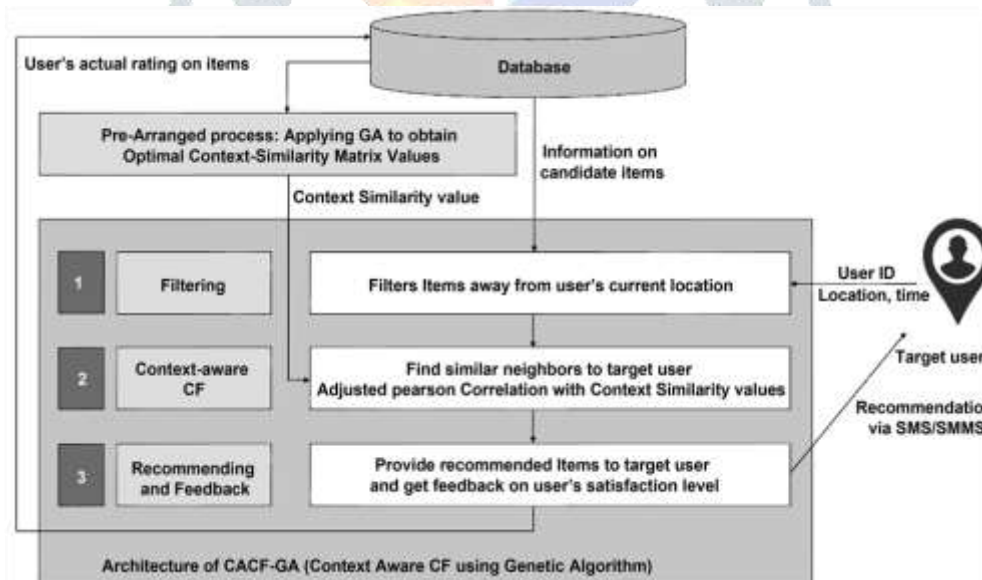 User's actual rating on items
Database
Pre-Arranged process: Applying GA to obtain
Optimal Context-Similarity Matrix Values
Information on
candidate items
Context Similarity value
1
Filtering
Filters Items away from user's current location
User ID
Location, time
2
Context-aware
CF
Find similar neighbors to target user
Adjusted pearson Correlation with Context Similarity values
Target user
Recommendation
via SMS/SMMS
3
Recommending
and Feedback
Provide recommended Items to target user
and get feedback on user's satisfaction level
Architecture of CACF-GA (Context Aware CF using Genetic Algorithm)